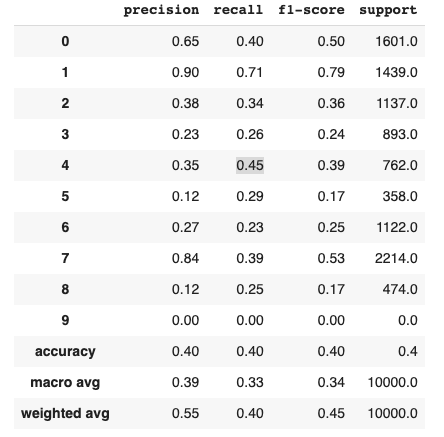 precision recall f1-score support
0 0.65 0.40 0.50 1601.0
1 0.90 0.71 0.79 1439.0
2 0.38 0.34 0.36 1137.0
3 0.23 0.26 0.24 893.0
4 0.35 0.45 0.39 762.0
5 0.12 0.29 0.17 358.0
6 0.27 0.23 0.25 1122.0
7 0.84 0.39 0.53 2214.0
8 0.12 0.25 0.17 474.0
9 0.00 0.00 0.00 0.0
accuracy 0.40 0.40 0.40 0.4
macro avg 0.39 0.33 0.34 10000.0
weighted avg 0.55 0.40 0.45 10000.0